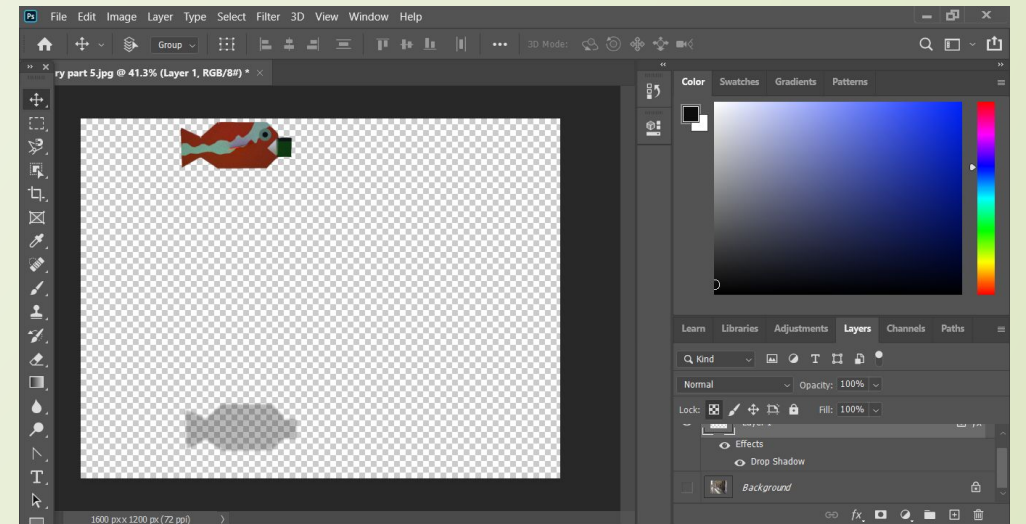 Ps File Edit Image Layer Type Select Filter 3D View Window Help
Group 3D Mode:
ry part 5.jpg @ 41.3% (Layer 1, RGB/8#) *
Color Swatches Gradients Patterns
Learn Libraries Adjustments Layers Channels Paths
Kind
Normal Opacity: 100%
Lock: Fill: 100%
Effects
Drop Shadow
Background
T
fx
1600 px x 1200 px (72 ppi)